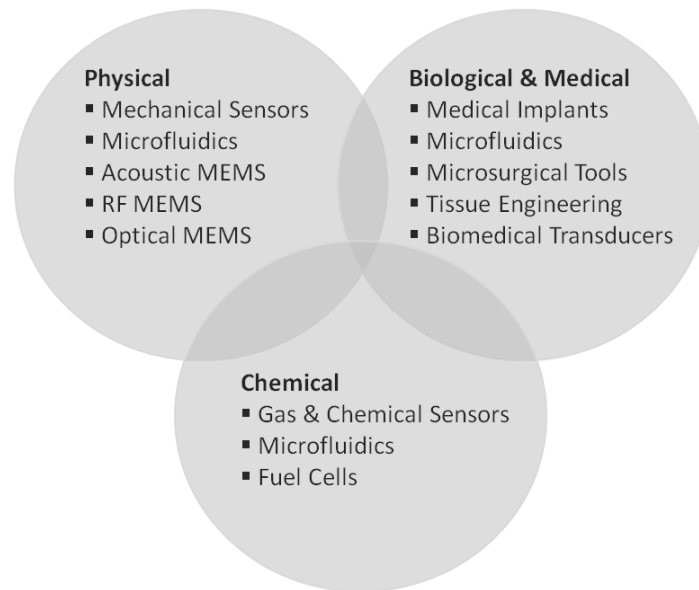 Physical
▪ Mechanical Sensors
▪ Microfluidics
▪ Acoustic MEMS
▪ RF MEMS
▪ Optical MEMS
Biological & Medical
▪ Medical Implants
▪ Microfluidics
▪ Microsurgical Tools
▪ Tissue Engineering
▪ Biomedical Transducers
Chemical
▪ Gas & Chemical Sensors
▪ Microfluidics
▪ Fuel Cells